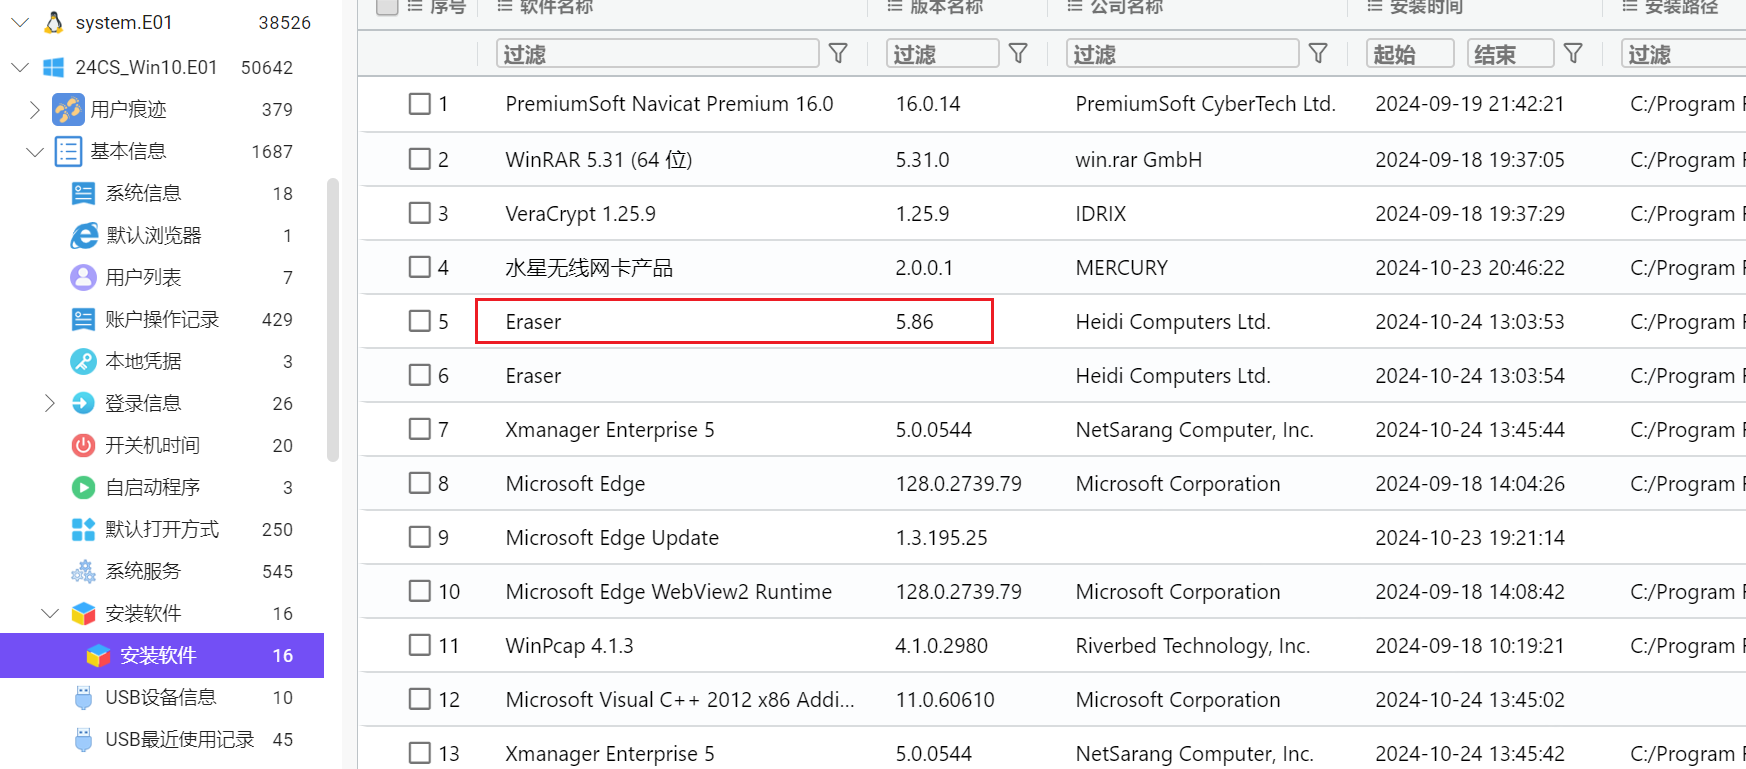 system.E01 38526
24CS_Win10.E01 50642
用户痕迹 379
基本信息 1687
系统信息 18
默认浏览器 1
用户列表 7
账户操作记录 429
本地凭据 3
登录信息 26
开关机时间 20
自启动程序 3
默认打开方式 250
系统服务 545
安装软件 16
安装软件 16
USB设备信息 10
USB最近使用记录 45
序号 软件名称 版本名称 公司名称 安装时间 安装路径
过滤 过滤 过滤 起始 结束 过滤
1 PremiumSoft Navicat Premium 16.0 16.0.14 PremiumSoft CyberTech Ltd. 2024-09-19 21:42:21 C:/Program F
2 WinRAR 5.31 (64 位) 5.31.0 win.rar GmbH 2024-09-18 19:37:05 C:/Program F
3 VeraCrypt 1.25.9 1.25.9 IDRIX 2024-09-18 19:37:29 C:/Program F
4 水星无线网卡产品 2.0.0.1 MERCURY 2024-10-23 20:46:22 C:/Program F
5 Eraser 5.86 Heidi Computers Ltd. 2024-10-24 13:03:53 C:/Program F
6 Eraser Heidi Computers Ltd. 2024-10-24 13:03:54 C:/Program F
7 Xmanager Enterprise 5 5.0.0544 NetSarang Computer, Inc. 2024-10-24 13:45:44 C:/Program F
8 Microsoft Edge 128.0.2739.79 Microsoft Corporation 2024-09-18 14:04:26 C:/Program F
9 Microsoft Edge Update 1.3.195.25 2024-10-23 19:21:14
10 Microsoft Edge WebView2 Runtime 128.0.2739.79 Microsoft Corporation 2024-09-18 14:08:42 C:/Program F
11 WinPcap 4.1.3 4.1.0.2980 Riverbed Technology, Inc. 2024-09-18 10:19:21 C:/Program F
12 Microsoft Visual C++ 2012 x86 Addi... 11.0.60610 Microsoft Corporation 2024-10-24 13:45:02
13 Xmanager Enterprise 5 5.0.0544 NetSarang Computer, Inc. 2024-10-24 13:45:42 C:/Program F